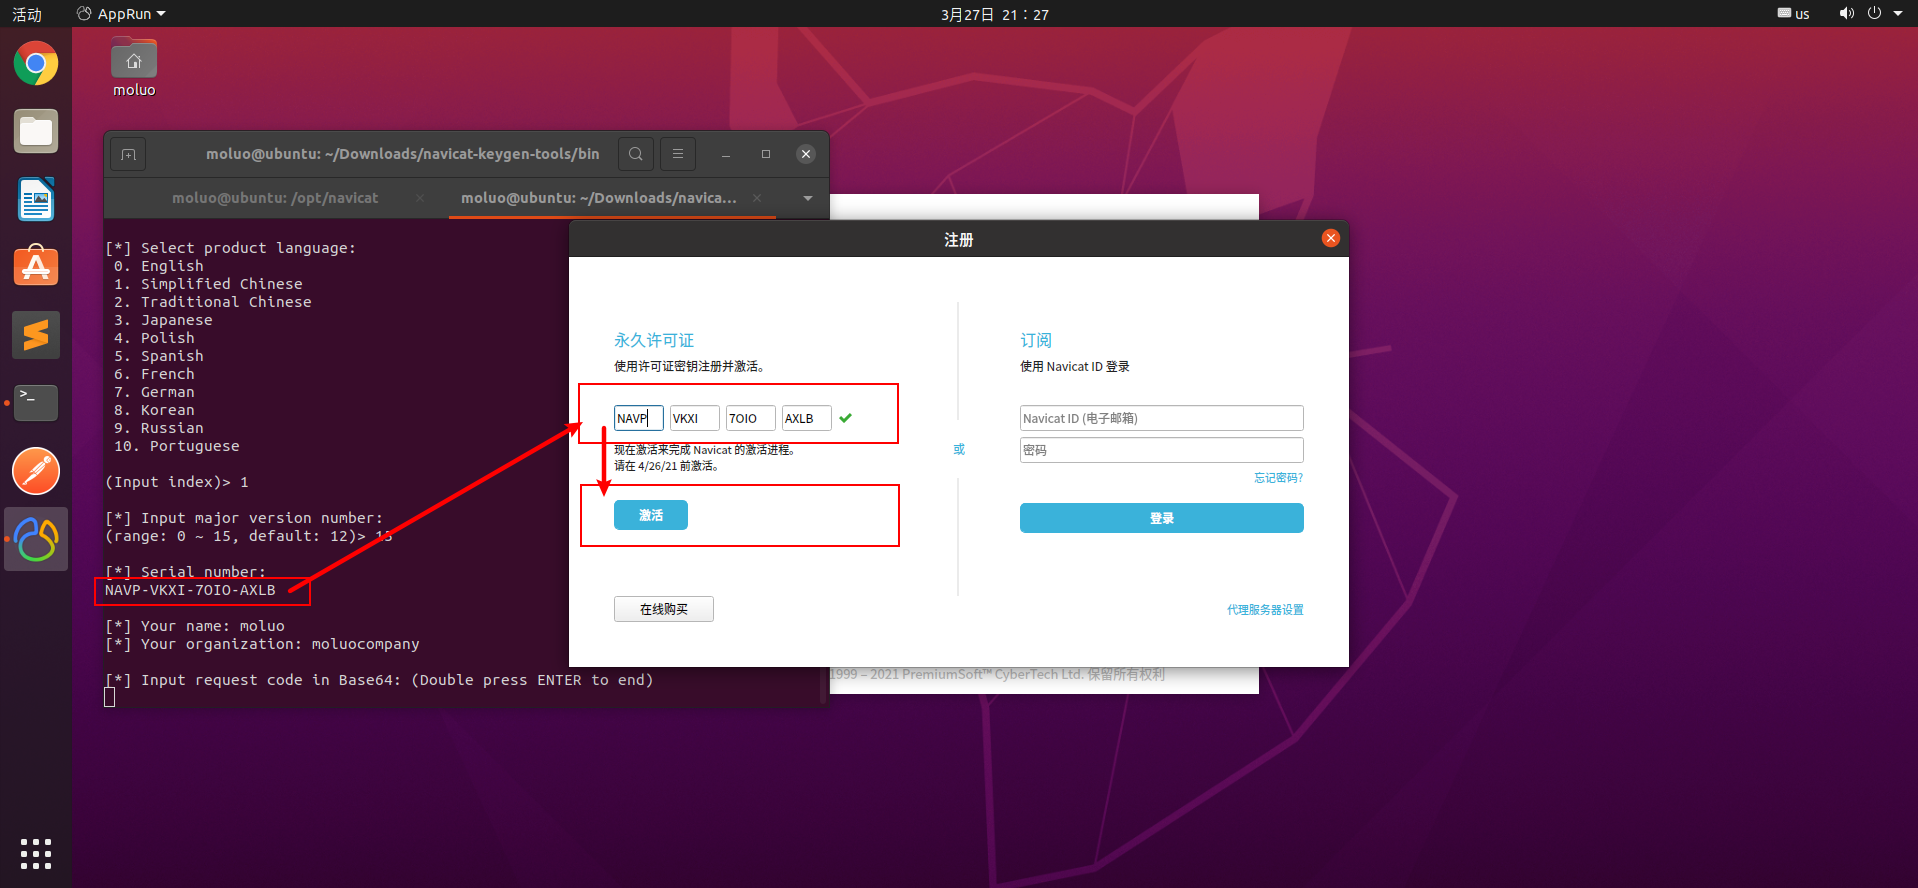 活动
AppRun
3月27日 21：27
us
moluo
moluo@ubuntu: ~/Downloads/navicat-keygen-tools/bin
moluo@ubuntu: /opt/navicat
moluo@ubuntu: ~/Downloads/navica...
[*] Select product language:
0. English
1. Simplified Chinese
2. Traditional Chinese
3. Japanese
4. Polish
5. Spanish
6. French
7. German
8. Korean
9. Russian
10. Portuguese
(Input index)> 1
[*] Input major version number:
(range: 0 ~ 15, default: 12)> 15
[*] Serial number:
NAVP-VKXI-7OIO-AXLB
[*] Your name: moluo
[*] Your organization: moluocompany
[*] Input request code in Base64: (Double press ENTER to end)
注册
永久许可证
使用许可证密钥注册并激活。
NAVP VKXI 7OIO AXLB
现在激活来完成 Navicat 的激活进程。
请在 4/26/21 前激活。
激活
在线购买
或
订阅
使用 Navicat ID 登录
Navicat ID (电子邮箱)
密码
忘记密码?
登录
代理服务器设置
1999 – 2021 PremiumSoft™ CyberTech Ltd. 保留所有权利